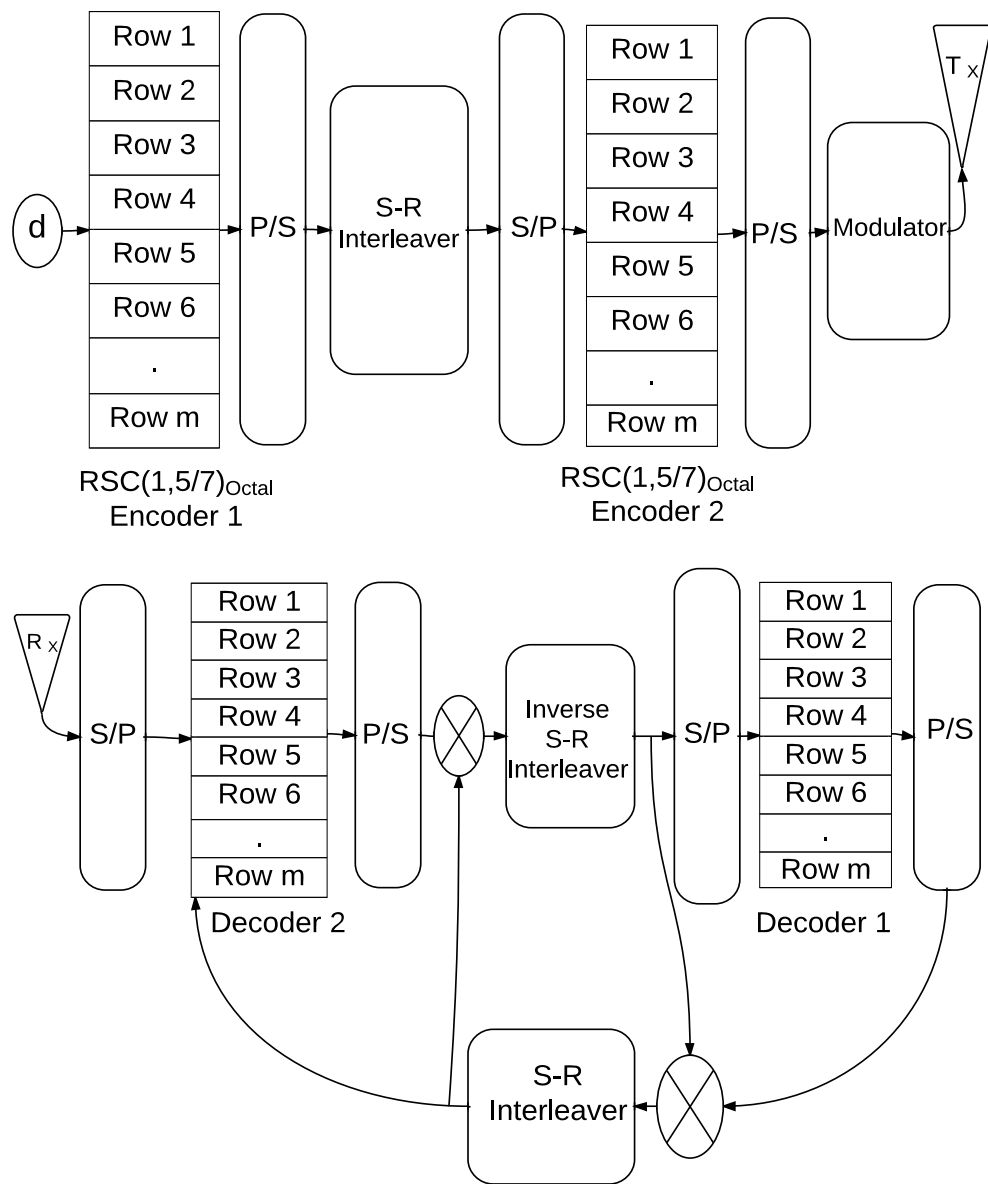 d
Row 1
Row 2
Row 3
Row 4
Row 5
Row 6
.
Row m
RSC(1,5/7)Octal
Encoder 1
P/S
S-R
Interleaver
S/P
Row 1
Row 2
Row 3
Row 4
Row 5
Row 6
.
Row m
RSC(1,5/7)Octal
Encoder 2
P/S
Modulator
T X
R X
S/P
Row 1
Row 2
Row 3
Row 4
Row 5
Row 6
.
Row m
Decoder 2
P/S
Inverse
S-R
Interleaver
S/P
Row 1
Row 2
Row 3
Row 4
Row 5
Row 6
.
Row m
Decoder 1
P/S
S-R
Interleaver